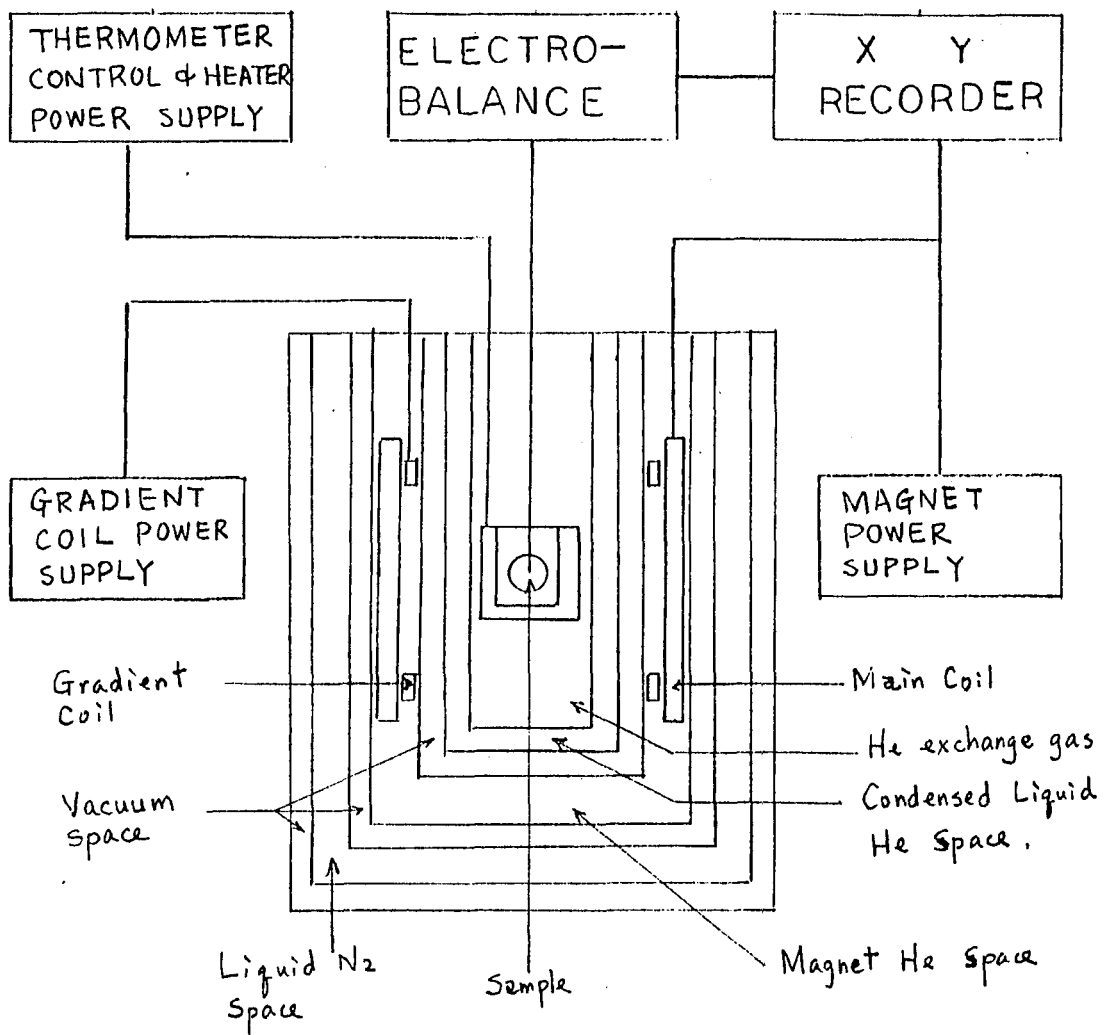 THERMOMETER
CONTROL & HEATER
POWER SUPPLY
ELECTRO-
BALANCE
X Y
RECORDER
GRADIENT
COIL POWER
SUPPLY
MAGNET
POWER
SUPPLY
Gradient
Coil
Main Coil
He exchange gas
Vacuum
space
Condensed Liquid
He Space.
Liquid N2
Space
Sample
Magnet He Space